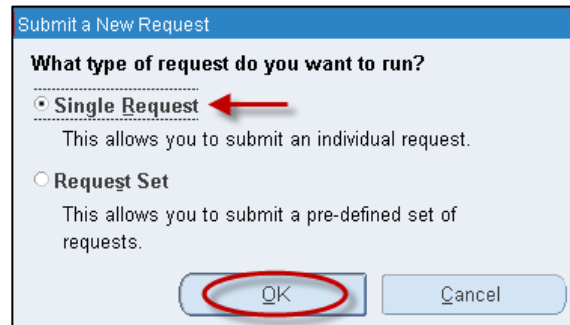 Submit a New Request
What type of request do you want to run?
Single Request
This allows you to submit an individual request.
Request Set
This allows you to submit a pre-defined set of
requests.
OK
Cancel